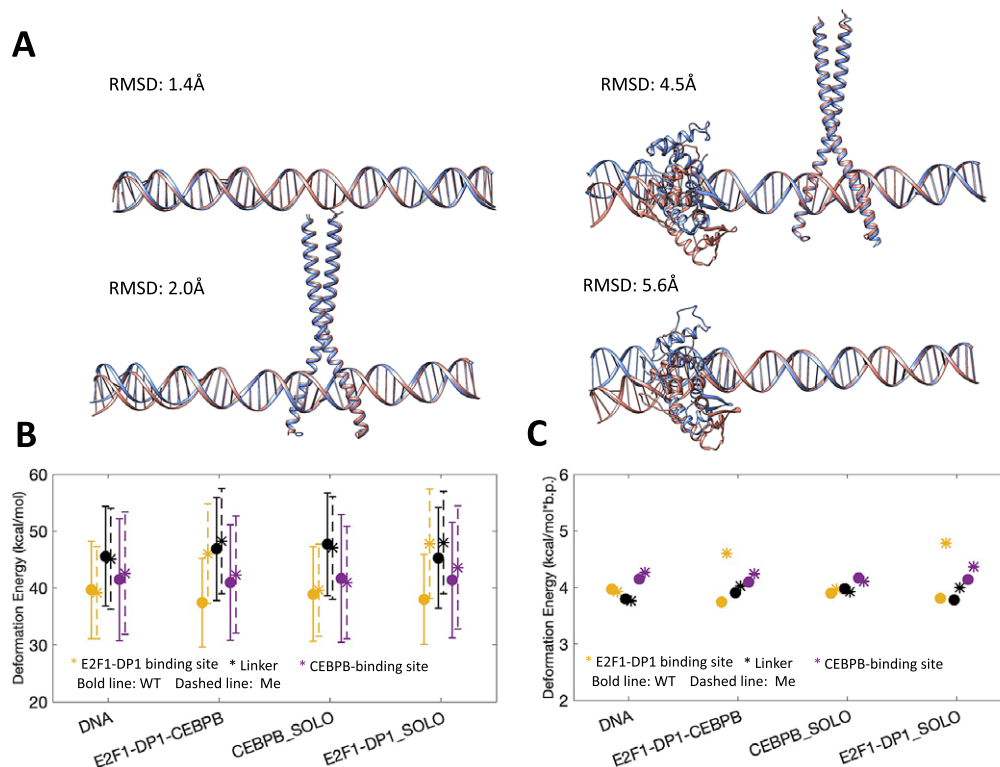 A
RMSD: 1.4Å
RMSD: 4.5Å
RMSD: 2.0Å
RMSD: 5.6Å
B
C
Deformation Energy (kcal/mol)
60
50
40
30
20
* E2F1-DP1 binding site * Linker * CEBPB-binding site
Bold line: WT Dashed line: Me
DNA
E2F1-DP1-CEBPB
CEBPB_SOLO
E2F1-DP1_SOLO
Deformation Energy (kcal/mol*b.p.)
6
5
4
3
2
* E2F1-DP1 binding site * Linker * CEBPB-binding site
Bold line: WT Dashed line: Me
DNA
E2F1-DP1-CEBPB
CEBPB_SOLO
E2F1-DP1_SOLO